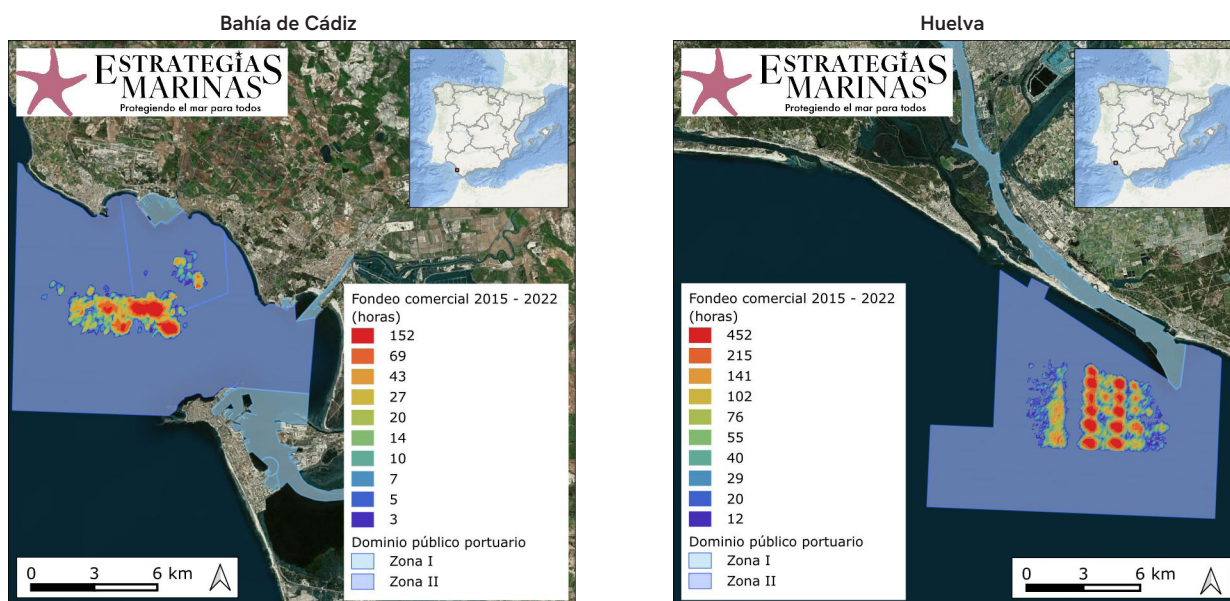 Bahía de Cádiz
ESTRATEGIAS
MARINAS
Protegiendo el mar para todos
Fondeo comercial 2015 - 2022
(horas)
152
69
43
27
20
14
10
7
5
3
Dominio público portuario
Zona I
Zona II
0 3 6 km
Huelva
ESTRATEGIAS
MARINAS
Protegiendo el mar para todos
Fondeo comercial 2015 - 2022
(horas)
452
215
141
102
76
55
40
29
20
12
Dominio público portuario
Zona I
Zona II
0 3 6 km